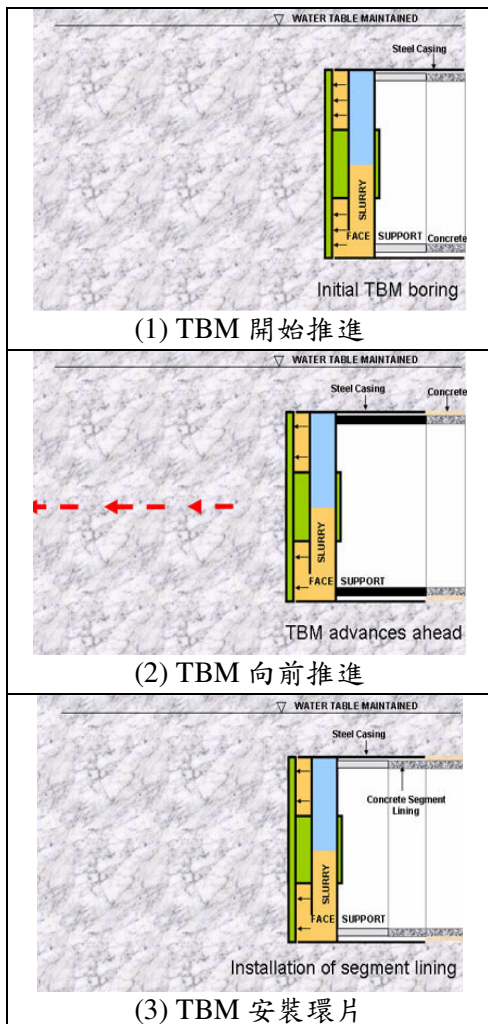 ▽ WATER TABLE MAINTAINED
Steel Casing
SLURRY
FACE SUPPORT Concrete
Initial TBM boring
(1) TBM 開始推進
▽ WATER TABLE MAINTAINED
Steel Casing Concrete
SLURRY
FACE SUPPORT
TBM advances ahead
(2) TBM 向前推進
▽ WATER TABLE MAINTAINED
Steel Casing
Concrete Segment
Lining
SLURRY
FACE SUPPORT
Installation of segment lining
(3) TBM 安裝環片